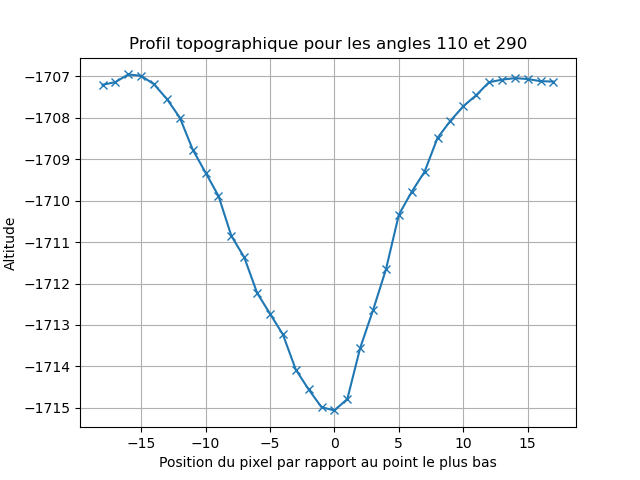 Profil topographique pour les angles 110 et 290
−1707
−1708
−1709
−1710
−1711
−1712
−1713
−1714
−1715
Altitude
−15 −10 −5 0 5 10 15
Position du pixel par rapport au point le plus bas